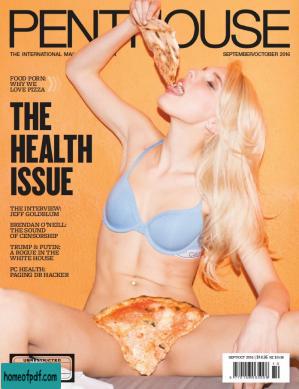 PENTHOUSE
THE INTERNATIONAL MA
SEPTEMBER/OCTOBER 2016
FOOD PORN:
WHY WE
LOVE PIZZA
THE
HEALTH
ISSUE
THE INTERVIEW:
JEFF GOLDBLUM
BRENDAN O'NEILL:
THE SOUND OF
CENSORSHIP
TRUMP & PUTIN:
A ROGUE IN THE
WHITE HOUSE
PC HEALTH:
PAGING DR HACKER
UNRESTRICTED
homeofpdf.com